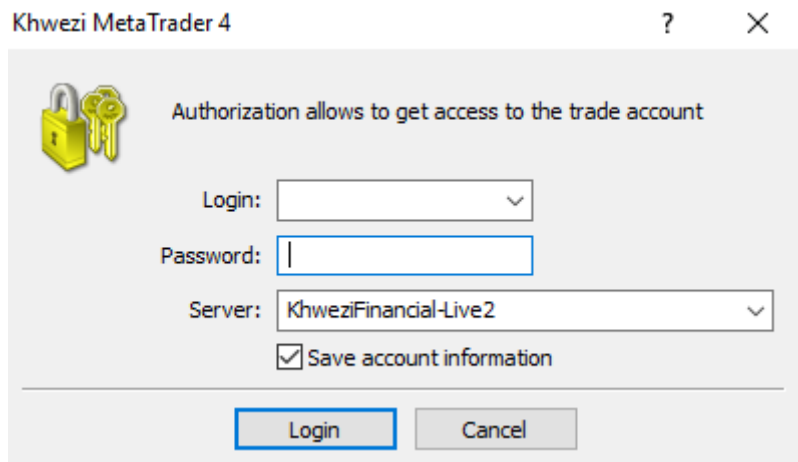 Khwezi MetaTrader 4
Authorization allows to get access to the trade account
Login:
Password:
Server: KhweziFinancial-Live2
Save account information
Login Cancel